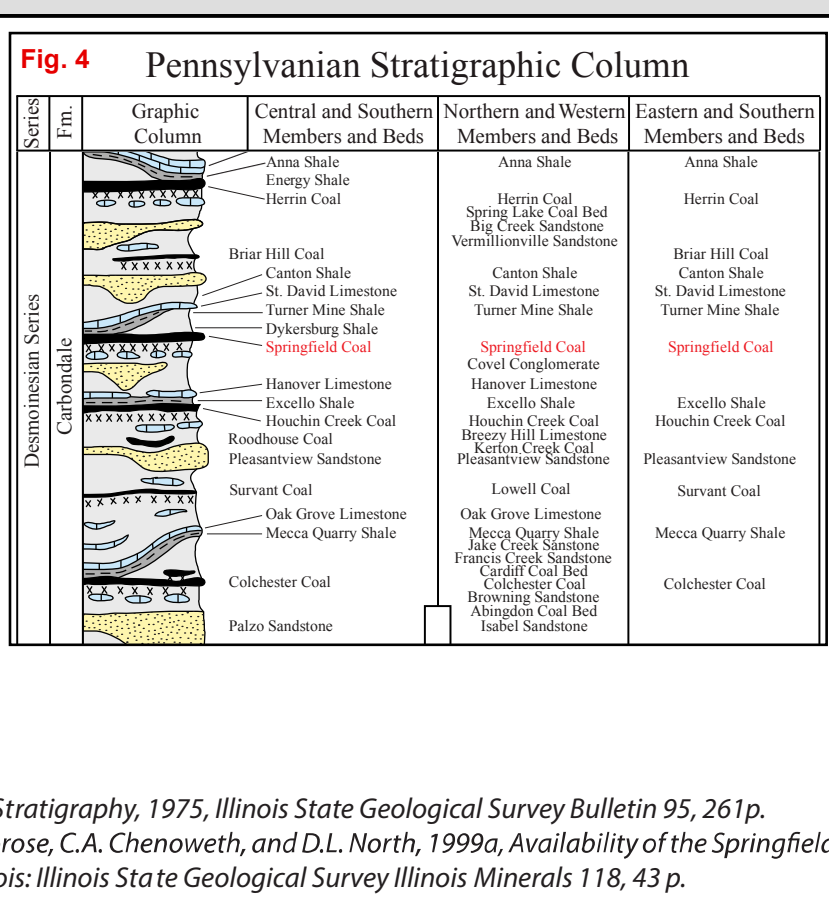 Fig. 4
Pennsylvanian Stratigraphic Column
Series
Fm.
Graphic
Column
Central and Southern
Members and Beds
Northern and Western
Members and Beds
Eastern and Southern
Members and Beds
Desmoinesian Series
Carbondale
Anna Shale
Energy Shale
Herrin Coal
Briar Hill Coal
Canton Shale
St. David Limestone
Turner Mine Shale
Dykersburg Shale
Springfield Coal
Hanover Limestone
Excello Shale
Houchin Creek Coal
Roodhouse Coal
Pleasantview Sandstone
Survant Coal
Oak Grove Limestone
Mecca Quarry Shale
Colchester Coal
Palzo Sandstone
Anna Shale
Herrin Coal
Spring Lake Coal Bed
Big Creek Sandstone
Vermillionville Sandstone
Canton Shale
St. David Limestone
Turner Mine Shale
Springfield Coal
Covel Conglomerate
Hanover Limestone
Excello Shale
Houchin Creek Coal
Breezy Hill Limestone
Kerton Creek Coal
Pleasantview Sandstone
Lowell Coal
Oak Grove Limestone
Mecca Quarry Shale
Jake Creek Sanstone
Francis Creek Sandstone
Cardiff Coal Bed
Colchester Coal
Browning Sandstone
Abingdon Coal Bed
Isabel Sandstone
Anna Shale
Herrin Coal
Briar Hill Coal
Canton Shale
St. David Limestone
Turner Mine Shale
Springfield Coal
Excello Shale
Houchin Creek Coal
Pleasantview Sandstone
Survant Coal
Mecca Quarry Shale
Colchester Coal
Stratigraphy, 1975, Illinois State Geological Survey Bulletin 95, 261p.
rose, C.A. Chenoweth, and D.L. North, 1999a, Availability of the Springfield
ois: Illinois State Geological Survey Illinois Minerals 118, 43 p.